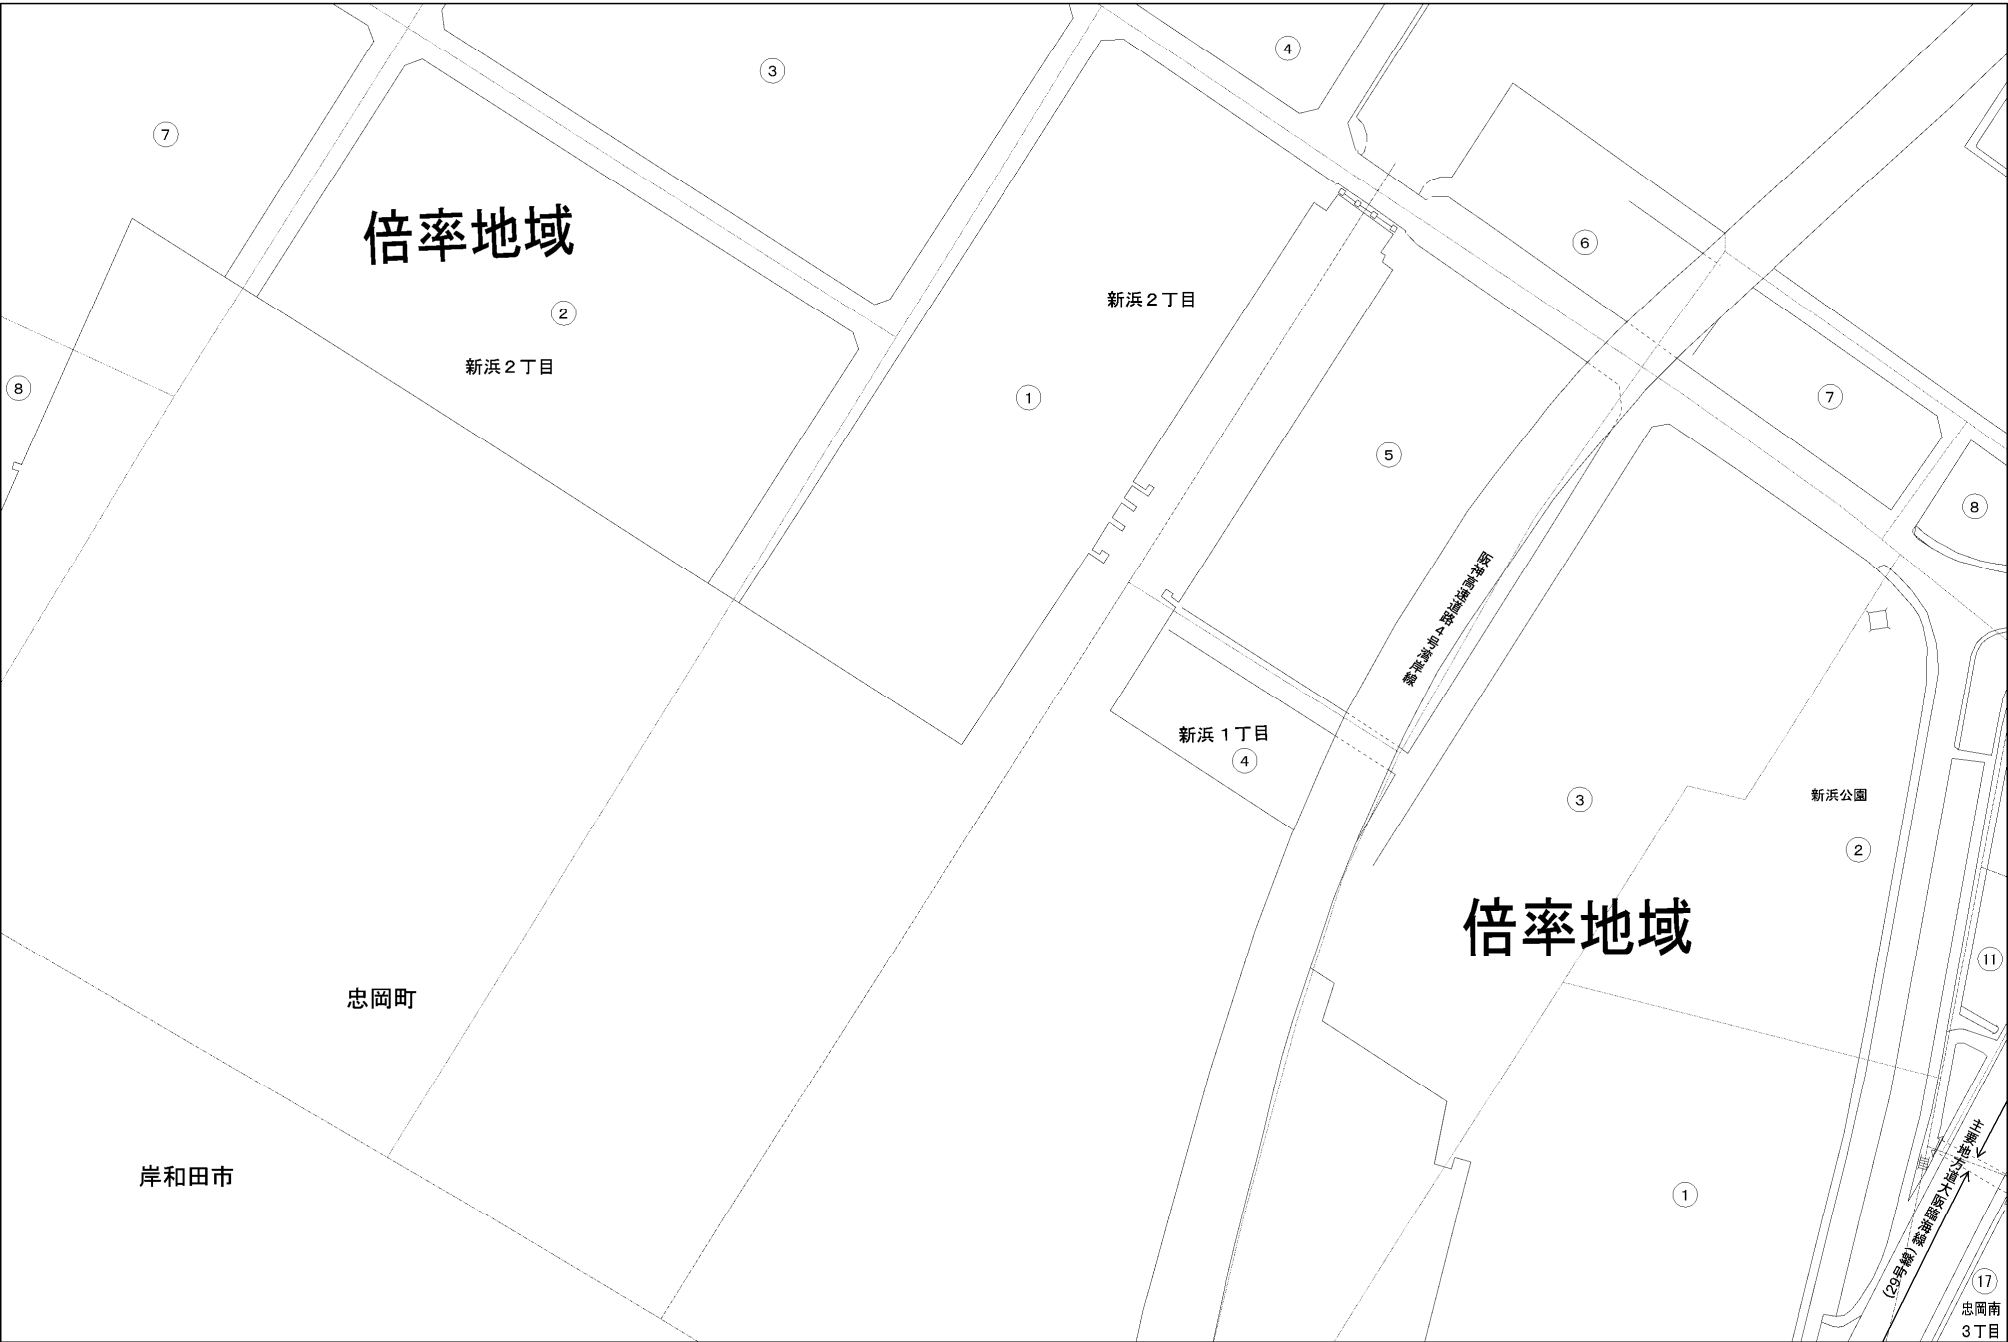 ④
③
⑦
倍率地域
⑥
新浜2丁目
②
新浜2丁目
⑧
①
⑦
⑤
⑧
阪神高速道路4号湾岸線
新浜1丁目
④
③
新浜公園
②
倍率地域
⑪
忠岡町
主要地方道大阪臨海線
(29号線)
岸和田市
①
⑰
忠岡南
3丁目